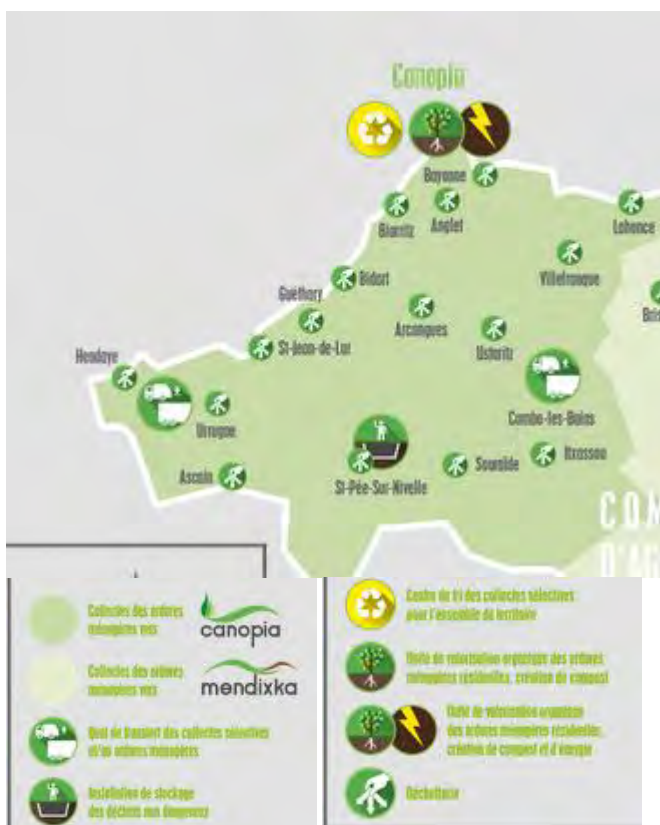 Canopia
Bayonne
Biarritz
Anglet
Lahonce
Villefranque
Guéthary
Bidart
Arcangues
Ustaritz
Hendaye
St-Jean-de-Luz
Urrugne
Cambo-les-Bains
Ascain
St-Pée-Sur-Nivelle
Souraïde
Itxassou
COM
D'AG
Collectes des ordures
ménagères vers
canopia
Collectes des ordures
ménagères vers
mendixka
Quai de transfert des collectes sélectives
et/ou ordures ménagères
Installation de stockage
des déchets non dangereux
Centre de tri des collectes sélectives
pour l'ensemble du territoire
Unité de valorisation organique des ordures
ménagères résiduelles, création de compost
Unité de valorisation organique
des ordures ménagères résiduelles,
création de compost et d'énergie
Déchetterie